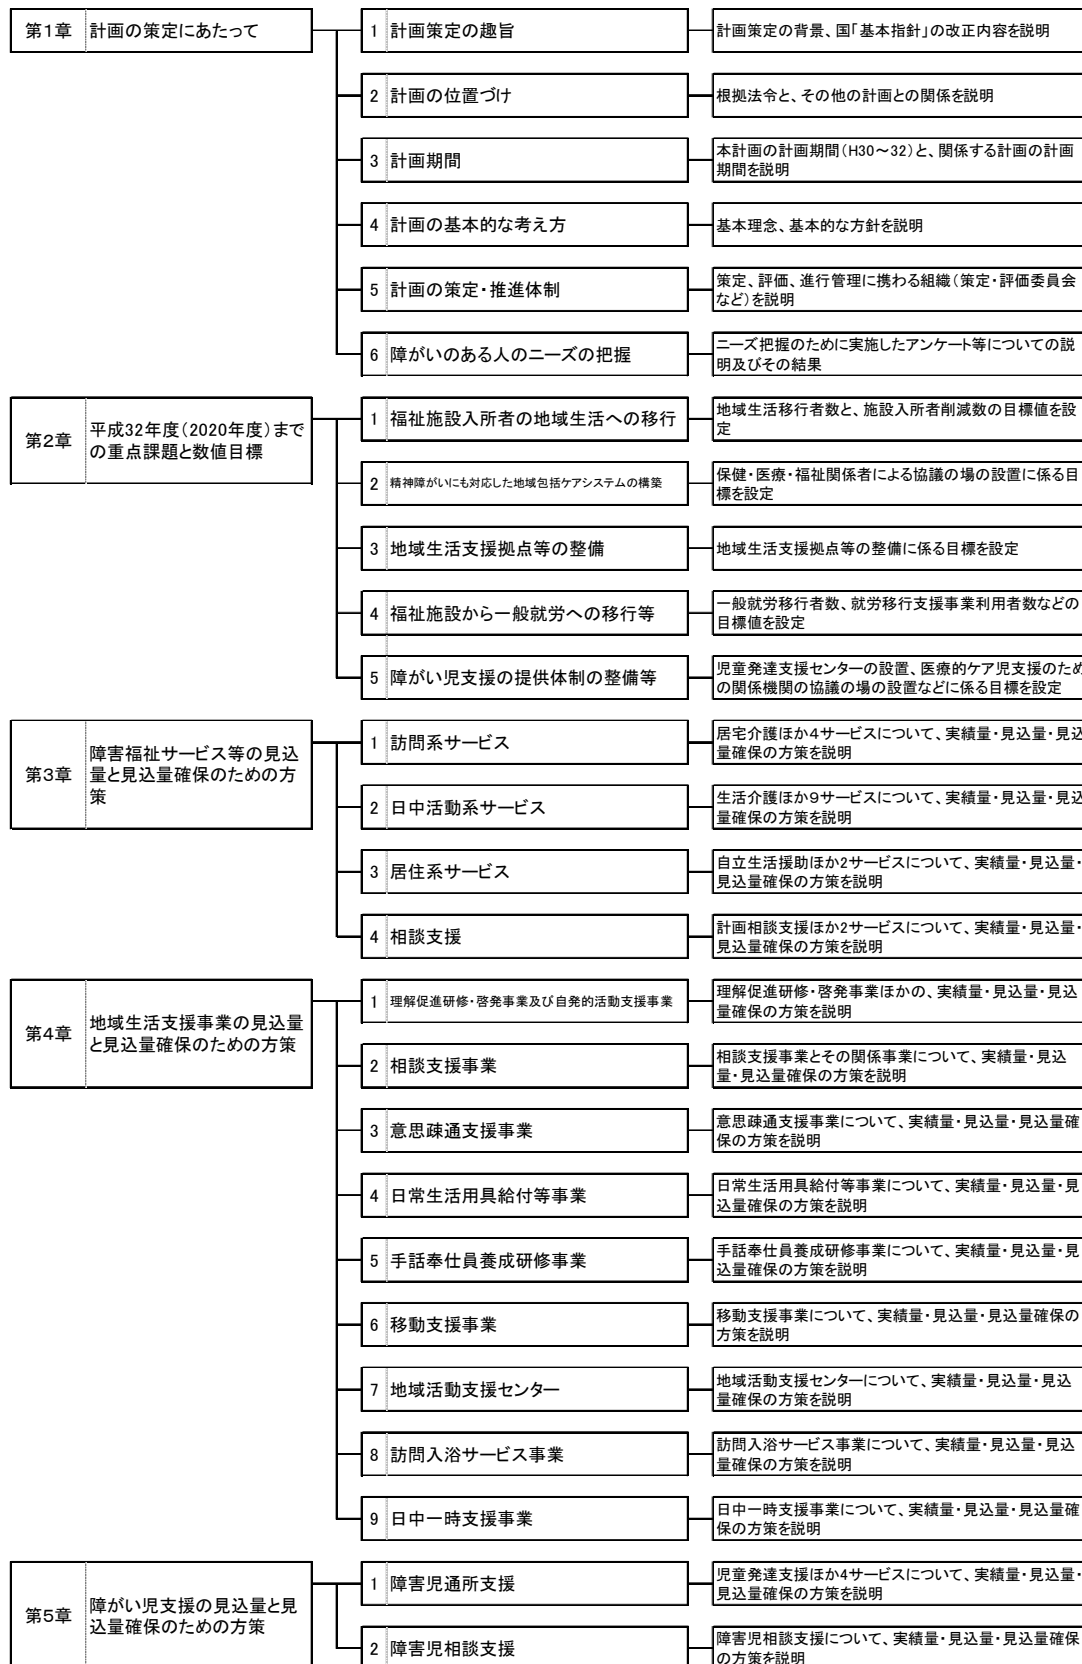 第1章 計画の策定にあたって
1 計画策定の趣旨
計画策定の背景、国「基本指針」の改正内容を説明
2 計画の位置づけ
根拠法令と、その他の計画との関係を説明
3 計画期間
本計画の計画期間(H30～32)と、関係する計画の計画
期間を説明
4 計画の基本的な考え方
基本理念、基本的な方針を説明
5 計画の策定・推進体制
策定、評価、進行管理に携わる組織(策定・評価委員会
など)を説明
6 障がいのある人のニーズの把握
ニーズ把握のために実施したアンケート等についての説
明及びその結果
第2章 平成32年度(2020年度)まで
の重点課題と数値目標
1 福祉施設入所者の地域生活への移行
地域生活移行者数と、施設入所者削減数の目標値を設
定
2 精神障がいにも対応した地域包括ケアシステムの構築
保健・医療・福祉関係者による協議の場の設置に係る目
標を設定
3 地域生活支援拠点等の整備
地域生活支援拠点等の整備に係る目標を設定
4 福祉施設から一般就労への移行等
一般就労移行者数、就労移行支援事業利用者数などの
目標値を設定
5 障がい児支援の提供体制の整備等
児童発達支援センターの設置、医療的ケア児支援のため
の関係機関の協議の場の設置などに係る目標を設定
第3章 障害福祉サービス等の見込
量と見込量確保のための方
策
1 訪問系サービス
居宅介護ほか4サービスについて、実績量・見込量・見込
量確保の方策を説明
2 日中活動系サービス
生活介護ほか9サービスについて、実績量・見込量・見込
量確保の方策を説明
3 居住系サービス
自立生活援助ほか2サービスについて、実績量・見込量・
見込量確保の方策を説明
4 相談支援
計画相談支援ほか2サービスについて、実績量・見込量・
見込量確保の方策を説明
第4章 地域生活支援事業の見込量
と見込量確保のための方策
1 理解促進研修・啓発事業及び自発的活動支援事業
理解促進研修・啓発事業ほかの、実績量・見込量・見込
量確保の方策を説明
2 相談支援事業
相談支援事業とその関係事業について、実績量・見込
量・見込量確保の方策を説明
3 意思疎通支援事業
意思疎通支援事業について、実績量・見込量・見込量確
保の方策を説明
4 日常生活用具給付等事業
日常生活用具給付等事業について、実績量・見込量・見
込量確保の方策を説明
5 手話奉仕員養成研修事業
手話奉仕員養成研修事業について、実績量・見込量・見
込量確保の方策を説明
6 移動支援事業
移動支援事業について、実績量・見込量・見込量確保の
方策を説明
7 地域活動支援センター
地域活動支援センターについて、実績量・見込量・見込
量確保の方策を説明
8 訪問入浴サービス事業
訪問入浴サービス事業について、実績量・見込量・見込
量確保の方策を説明
9 日中一時支援事業
日中一時支援事業について、実績量・見込量・見込量確
保の方策を説明
第5章 障がい児支援の見込量と見
込量確保のための方策
1 障害児通所支援
児童発達支援ほか4サービスについて、実績量・見込量・
見込量確保の方策を説明
2 障害児相談支援
障害児相談支援について、実績量・見込量・見込量確保
の方策を説明